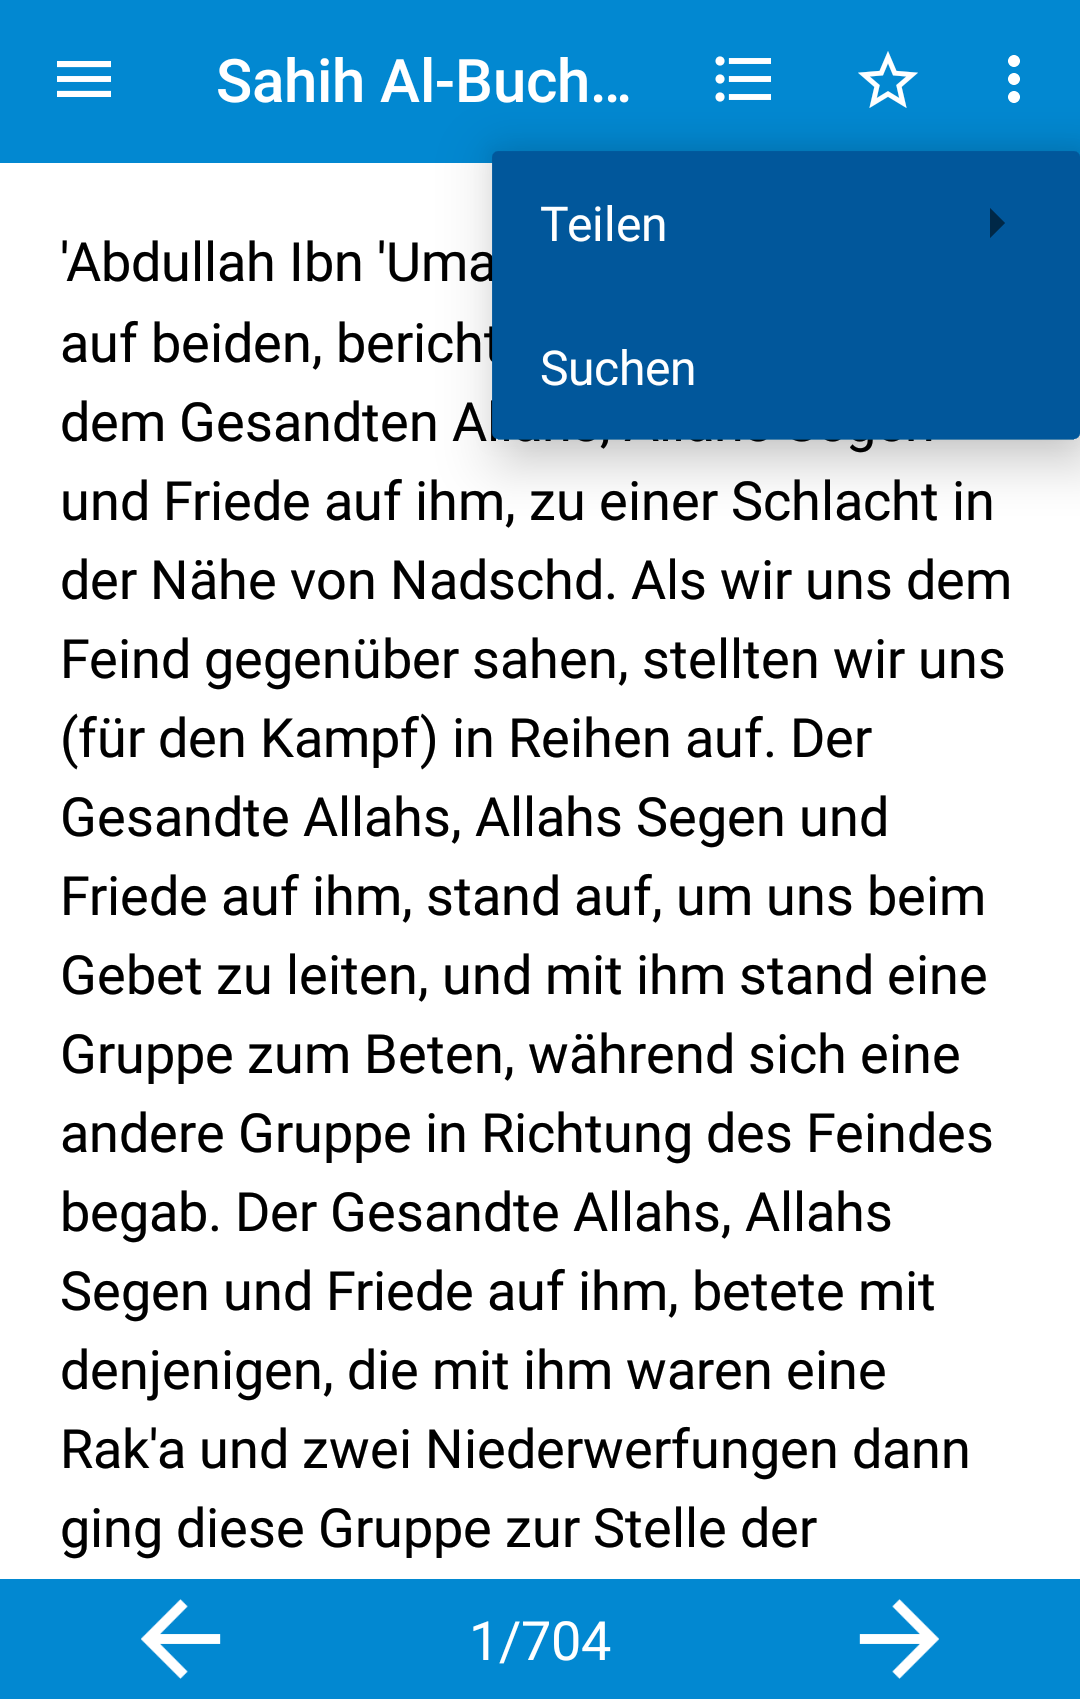 Sahih Al-Buch...
Teilen
Suchen
'Abdullah Ibn 'Uma
auf beiden, bericht
dem Gesandten
und Friede auf ihm, zu einer Schlacht in
der Nähe von Nadschd. Als wir uns dem
Feind gegenüber sahen, stellten wir uns
(für den Kampf) in Reihen auf. Der
Gesandte Allahs, Allahs Segen und
Friede auf ihm, stand auf, um uns beim
Gebet zu leiten, und mit ihm stand eine
Gruppe zum Beten, während sich eine
andere Gruppe in Richtung des Feindes
begab. Der Gesandte Allahs, Allahs
Segen und Friede auf ihm, betete mit
denjenigen, die mit ihm waren eine
Rak'a und zwei Niederwerfungen dann
ging diese Gruppe zur Stelle der
1/704